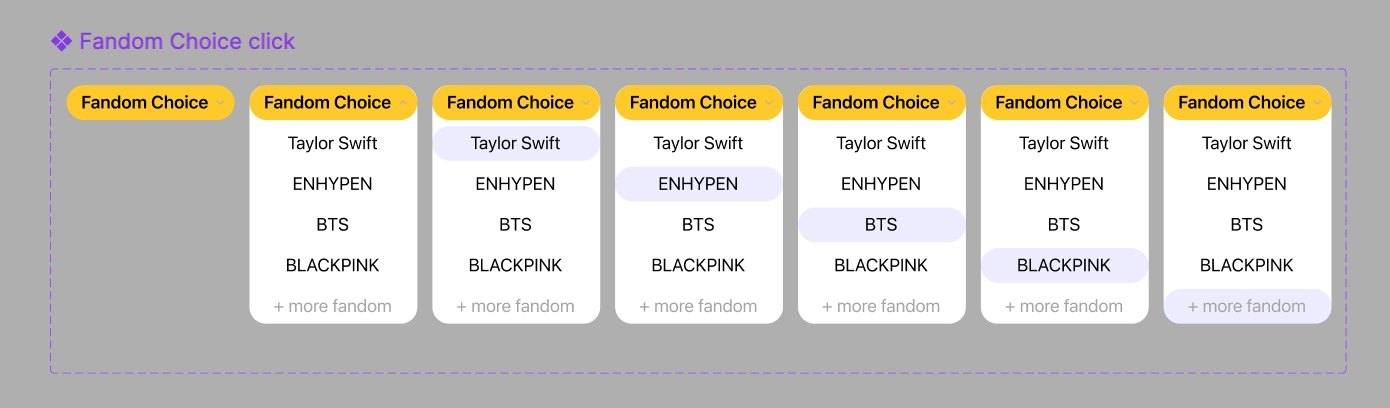 Fandom Choice click
Fandom Choice
Fandom Choice
Taylor Swift
ENHYPEN
BTS
BLACKPINK
+ more fandom
Fandom Choice
Taylor Swift
ENHYPEN
BTS
BLACKPINK
+ more fandom
Fandom Choice
Taylor Swift
ENHYPEN
BTS
BLACKPINK
+ more fandom
Fandom Choice
Taylor Swift
ENHYPEN
BTS
BLACKPINK
+ more fandom
Fandom Choice
Taylor Swift
ENHYPEN
BTS
BLACKPINK
+ more fandom
Fandom Choice
Taylor Swift
ENHYPEN
BTS
BLACKPINK
+ more fandom